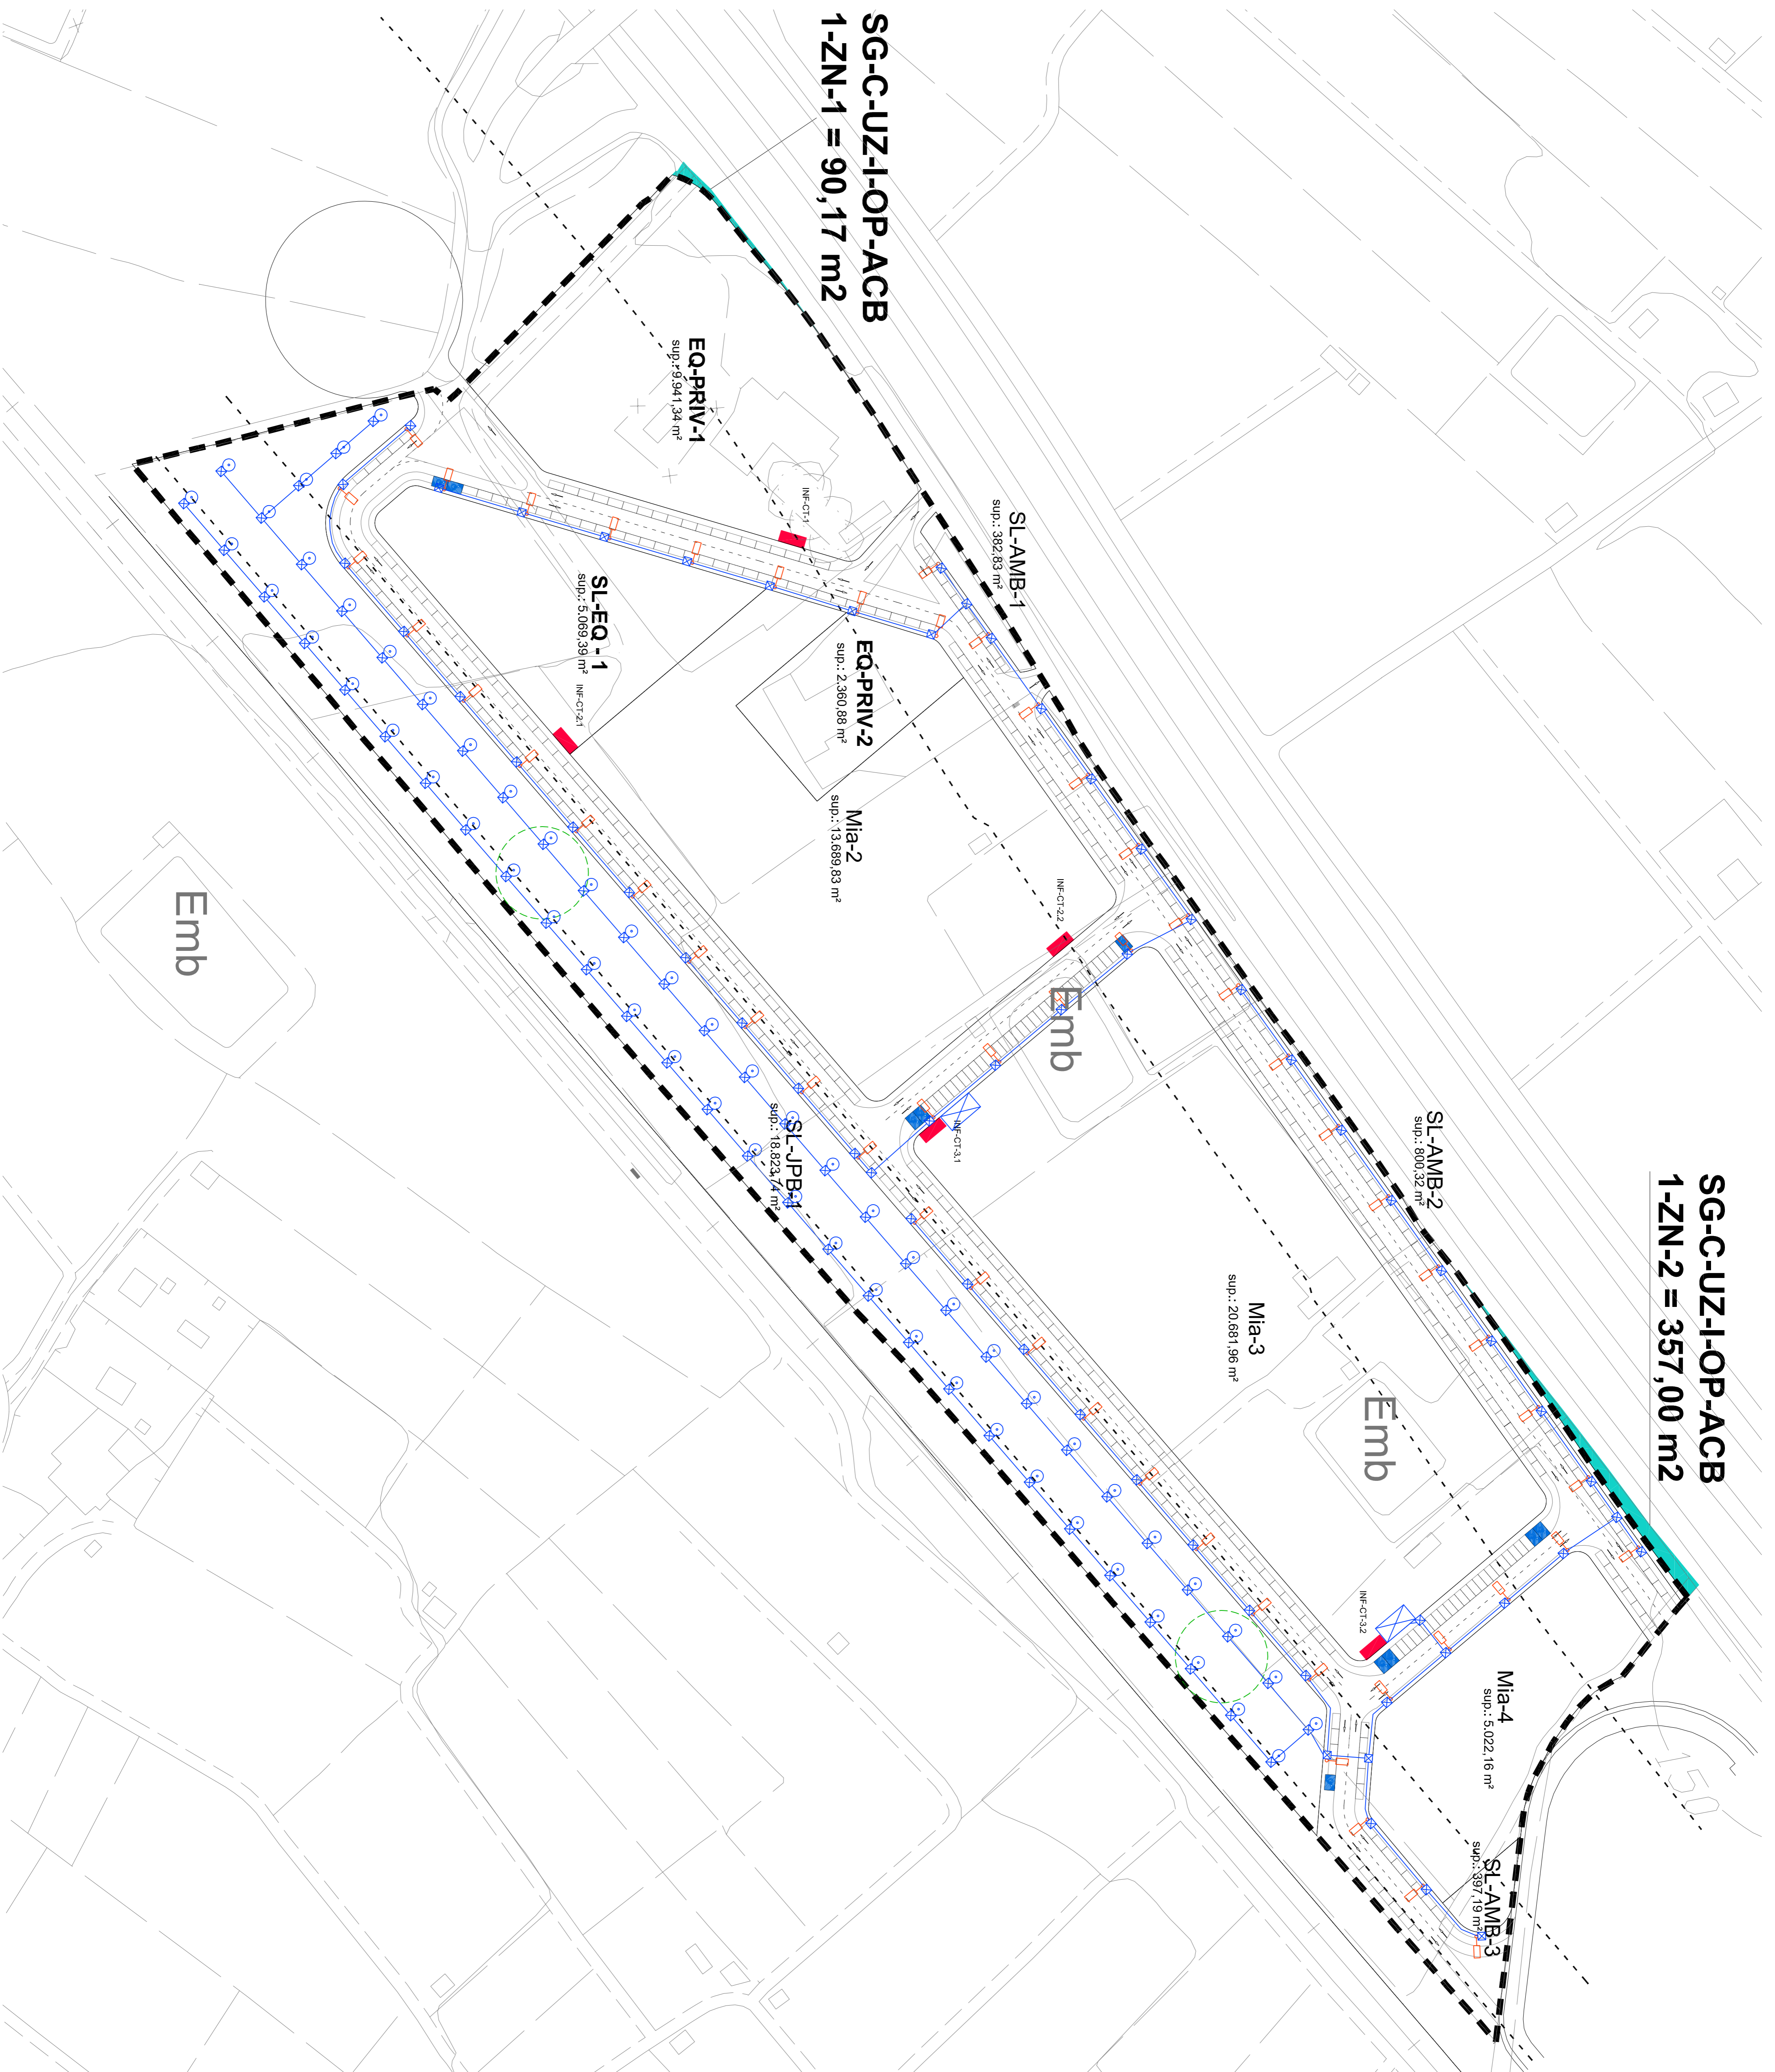 SG-C-UZ-I-OP-ACB
1-ZN-1 = 90,17 m2
EQ-PRIV-1
sup.: 9.941,34 m²
INF-CT-1
SL-AMB-1
sup.: 382,83 m²
SL-EQ - 1
sup.: 5.069,39 m²
INF-CT-2.1
EQ-PRIV-2
sup.: 2.360,88 m²
Mia-2
sup.: 13.689,83 m²
INF-CT-2.2
Emb
Emb
INF-CT-3.1
SL-JPB-1
sup.: 18.823,74 m²
SL-AMB-2
sup.: 800,32 m²
SG-C-UZ-I-OP-ACB
1-ZN-2 = 357,00 m2
Mia-3
sup.: 20.681,96 m²
Emb
INF-CT-3.2
Mia-4
sup.: 5.022,16 m²
SL-AMB-3
sup.: 397,19 m²